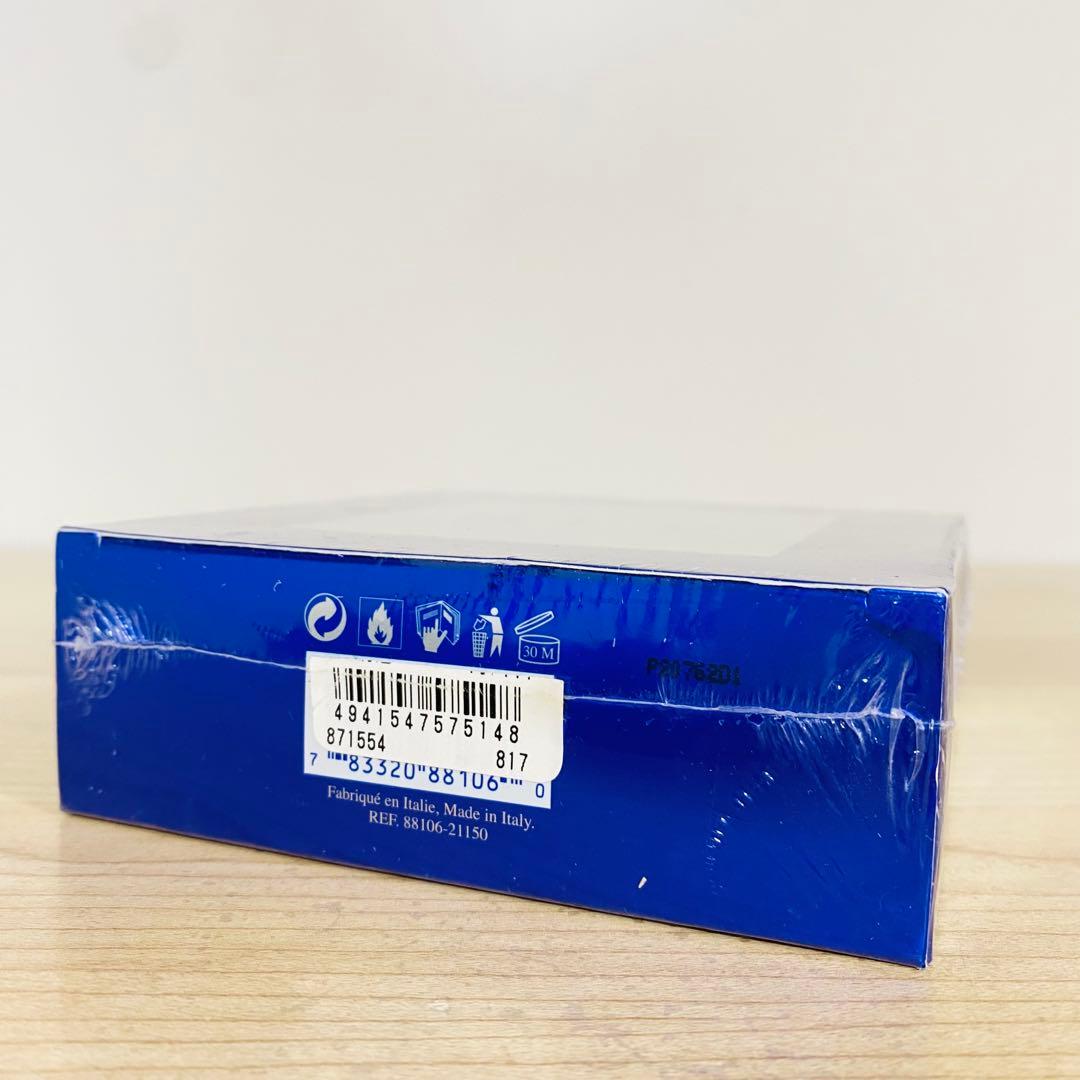 30 M
P2076201
4941547575148
871554 817
7 83320 88106 0
Fabriqué en Italie, Made in Italy.
REF. 88106-21150